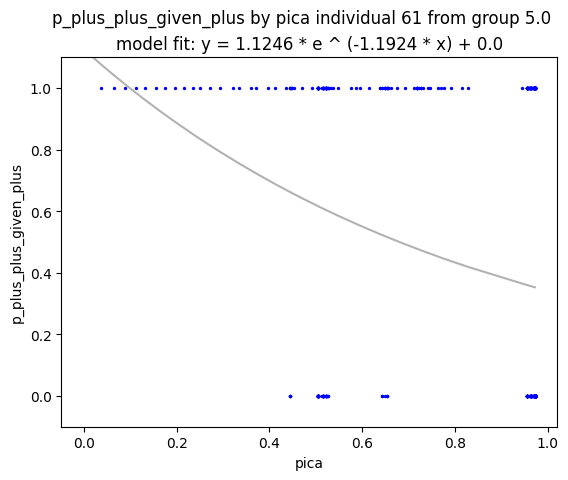 p_plus_plus_given_plus by pica individual 61 from group 5.0
model fit: y = 1.1246 * e ^ (-1.1924 * x) + 0.0
p_plus_plus_given_plus
1.0
0.8
0.6
0.4
0.2
0.0
0.0 0.2 0.4 0.6 0.8 1.0
pica